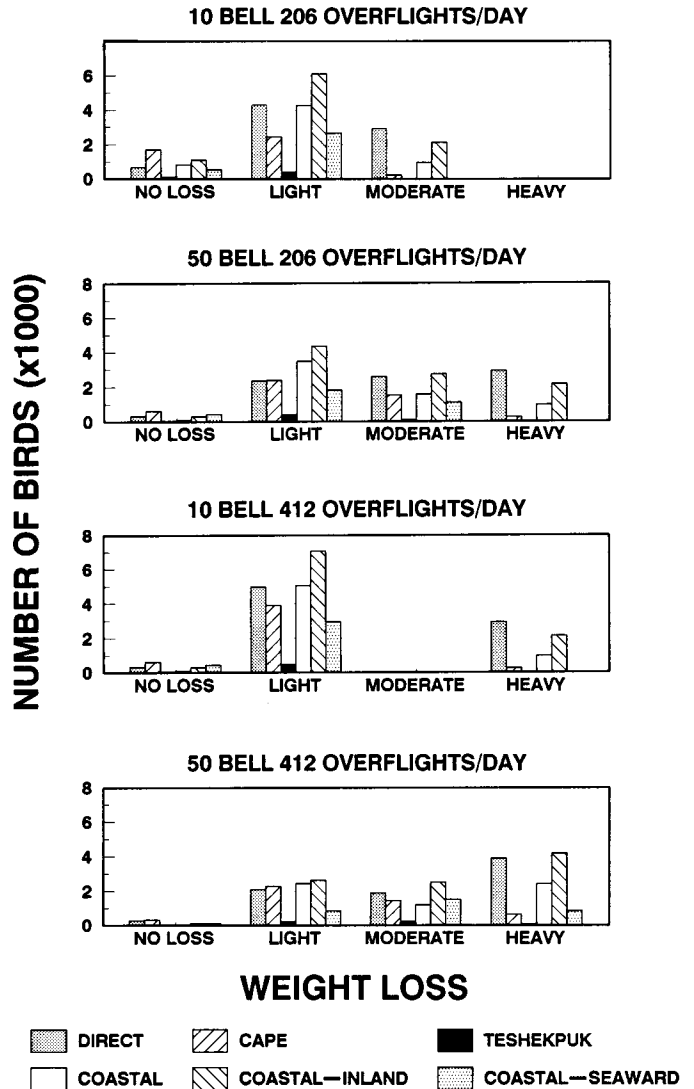 10 BELL 206 OVERFLIGHTS/DAY
6
4
2
0
NO LOSS LIGHT MODERATE HEAVY
50 BELL 206 OVERFLIGHTS/DAY
8
6
4
2
0
NO LOSS LIGHT MODERATE HEAVY
10 BELL 412 OVERFLIGHTS/DAY
8
6
4
2
0
NO LOSS LIGHT MODERATE HEAVY
50 BELL 412 OVERFLIGHTS/DAY
8
6
4
2
0
NO LOSS LIGHT MODERATE HEAVY
NUMBER OF BIRDS (x1000)
WEIGHT LOSS
DIRECT CAPE TESHEKPUK
COASTAL COASTAL—INLAND COASTAL—SEAWARD